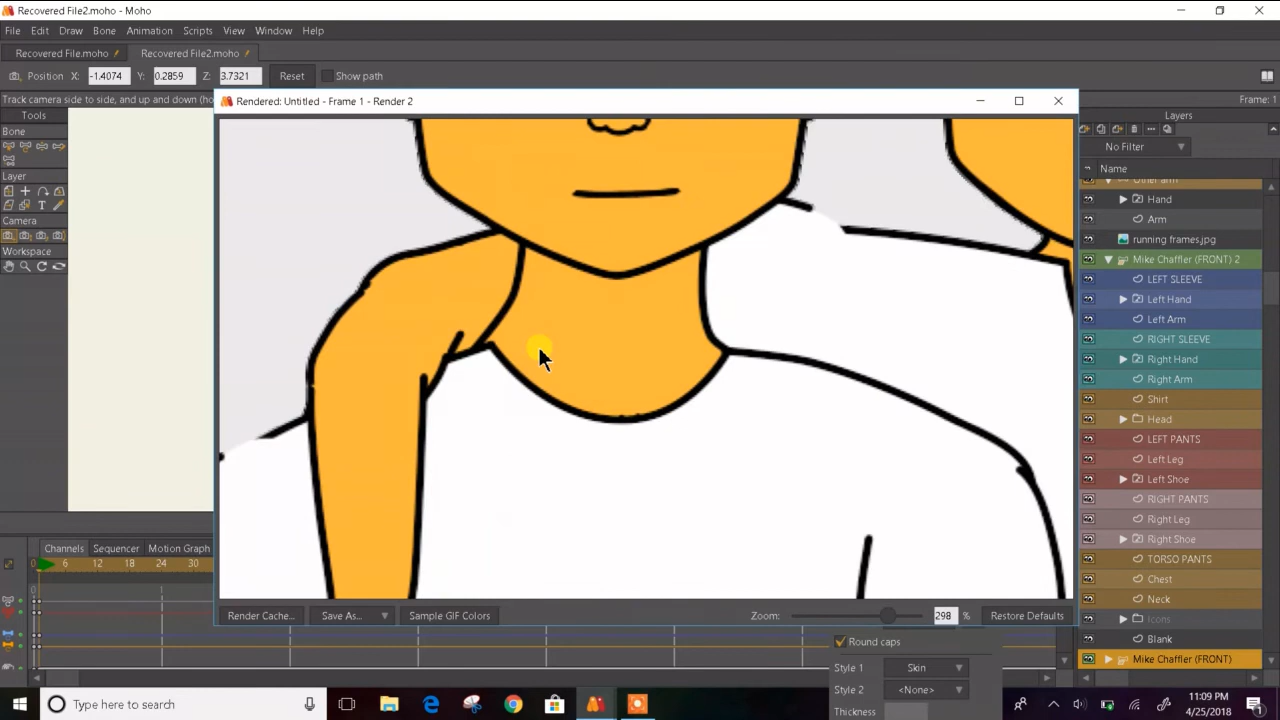 Recovered File2.moho - Moho
File Edit Draw Bone Animation Scripts View Window Help
Recovered File.moho Recovered File2.moho
Position X: -1.4074 Y: 0.2859 Z: 3.7321 Reset Show path
Track camera side to side, and up and down (ho
Frame: 1
Tools
Bone
Layer
Camera
Workspace
Rendered: Untitled - Frame 1 - Render 2
Render Cache... Save As... Sample GIF Colors Zoom: 298 % Restore Defaults
Layers
No Filter
Name
Other arm
Hand
Arm
running frames.jpg
Mike Chaffler (FRONT) 2
LEFT SLEEVE
Left Hand
Left Arm
RIGHT SLEEVE
Right Hand
Right Arm
Shirt
Head
LEFT PANTS
Left Leg
Left Shoe
RIGHT PANTS
Right Leg
Right Shoe
TORSO PANTS
Chest
Neck
Icons
Blank
Mike Chaffler (FRONT)
Channels Sequencer Motion Graph
0 6 12 18 24 30
0 1
Round caps
Style 1 Skin
Style 2 <None>
Thickness
Type here to search
11:09 PM
4/25/2018